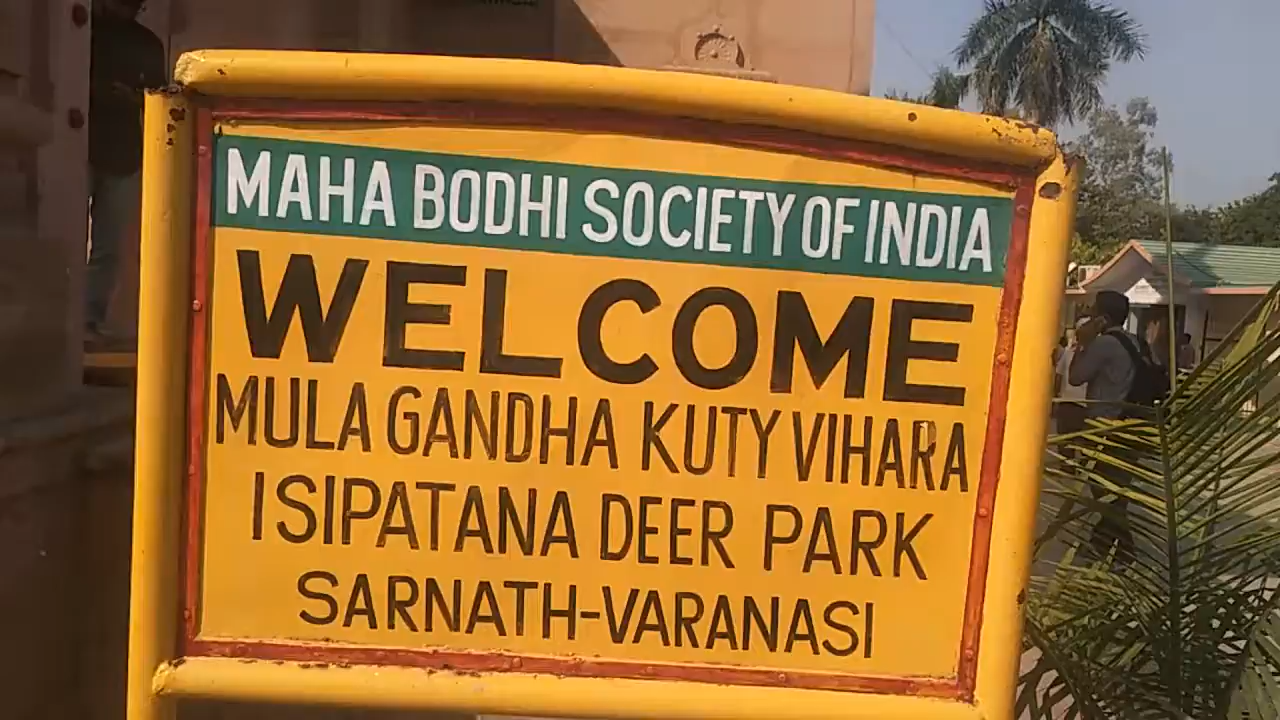 MAHA BODHI SOCIETY OF INDIA
WELCOME
MULA GANDHA KUTY VIHARA
ISIPATANA DEER PARK
SARNATH-VARANASI